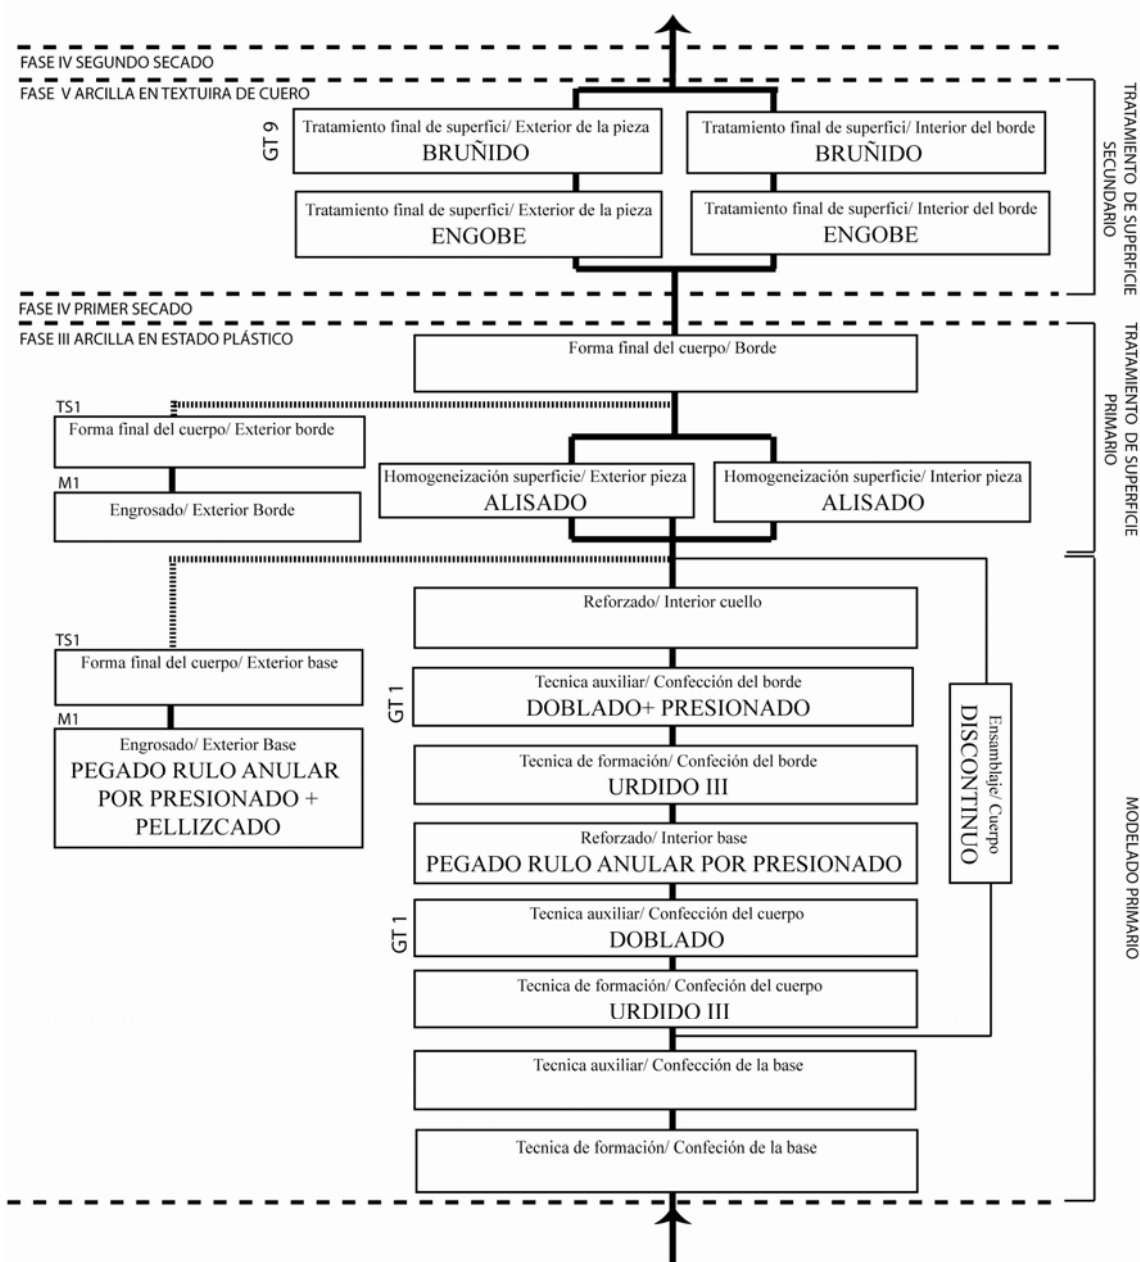 FASE IV SEGUNDO SECADO
FASE V ARCILLA EN TEXTUIRA DE CUERO
GT 9
Tratamiento final de superfici/ Exterior de la pieza
BRUÑIDO
Tratamiento final de superfici/ Interior del borde
BRUÑIDO
Tratamiento final de superfici/ Exterior de la pieza
ENGOBE
Tratamiento final de superfici/ Interior del borde
ENGOBE
TRATAMIENTO DE SUPERFICIE
SECUNDARIO
FASE IV PRIMER SECADO
FASE III ARCILLA EN ESTADO PLÁSTICO
Forma final del cuerpo/ Borde
TS1
Forma final del cuerpo/ Exterior borde
M1
Engrosado/ Exterior Borde
Homogeneización superficie/ Exterior pieza
ALISADO
Homogeneización superficie/ Interior pieza
ALISADO
TRATAMIENTO DE SUPERFICIE
PRIMARIO
Reforzado/ Interior cuello
TS1
Forma final del cuerpo/ Exterior base
M1
Engrosado/ Exterior Base
PEGADO RULO ANULAR
POR PRESIONADO +
PELLIZCADO
GT 1
Tecnica auxiliar/ Confección del borde
DOBLADO+ PRESIONADO
Tecnica de formación/ Confeción del borde
URDIDO III
Reforzado/ Interior base
PEGADO RULO ANULAR POR PRESIONADO
GT 1
Tecnica auxiliar/ Confección del cuerpo
DOBLADO
Tecnica de formación/ Confeción del cuerpo
URDIDO III
Ensamblaje/ Cuerpo
DISCONTINUO
Tecnica auxiliar/ Confección de la base
Tecnica de formación/ Confeción de la base
MODELADO PRIMARIO